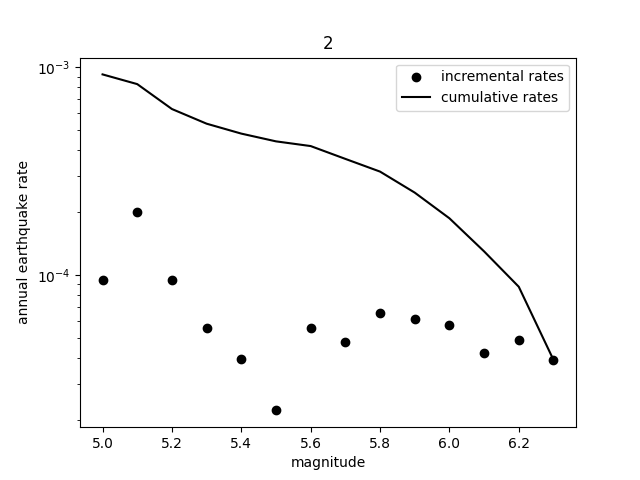 2
10⁻³
10⁻⁴
annual earthquake rate
incremental rates
cumulative rates
5.0 5.2 5.4 5.6 5.8 6.0 6.2
magnitude